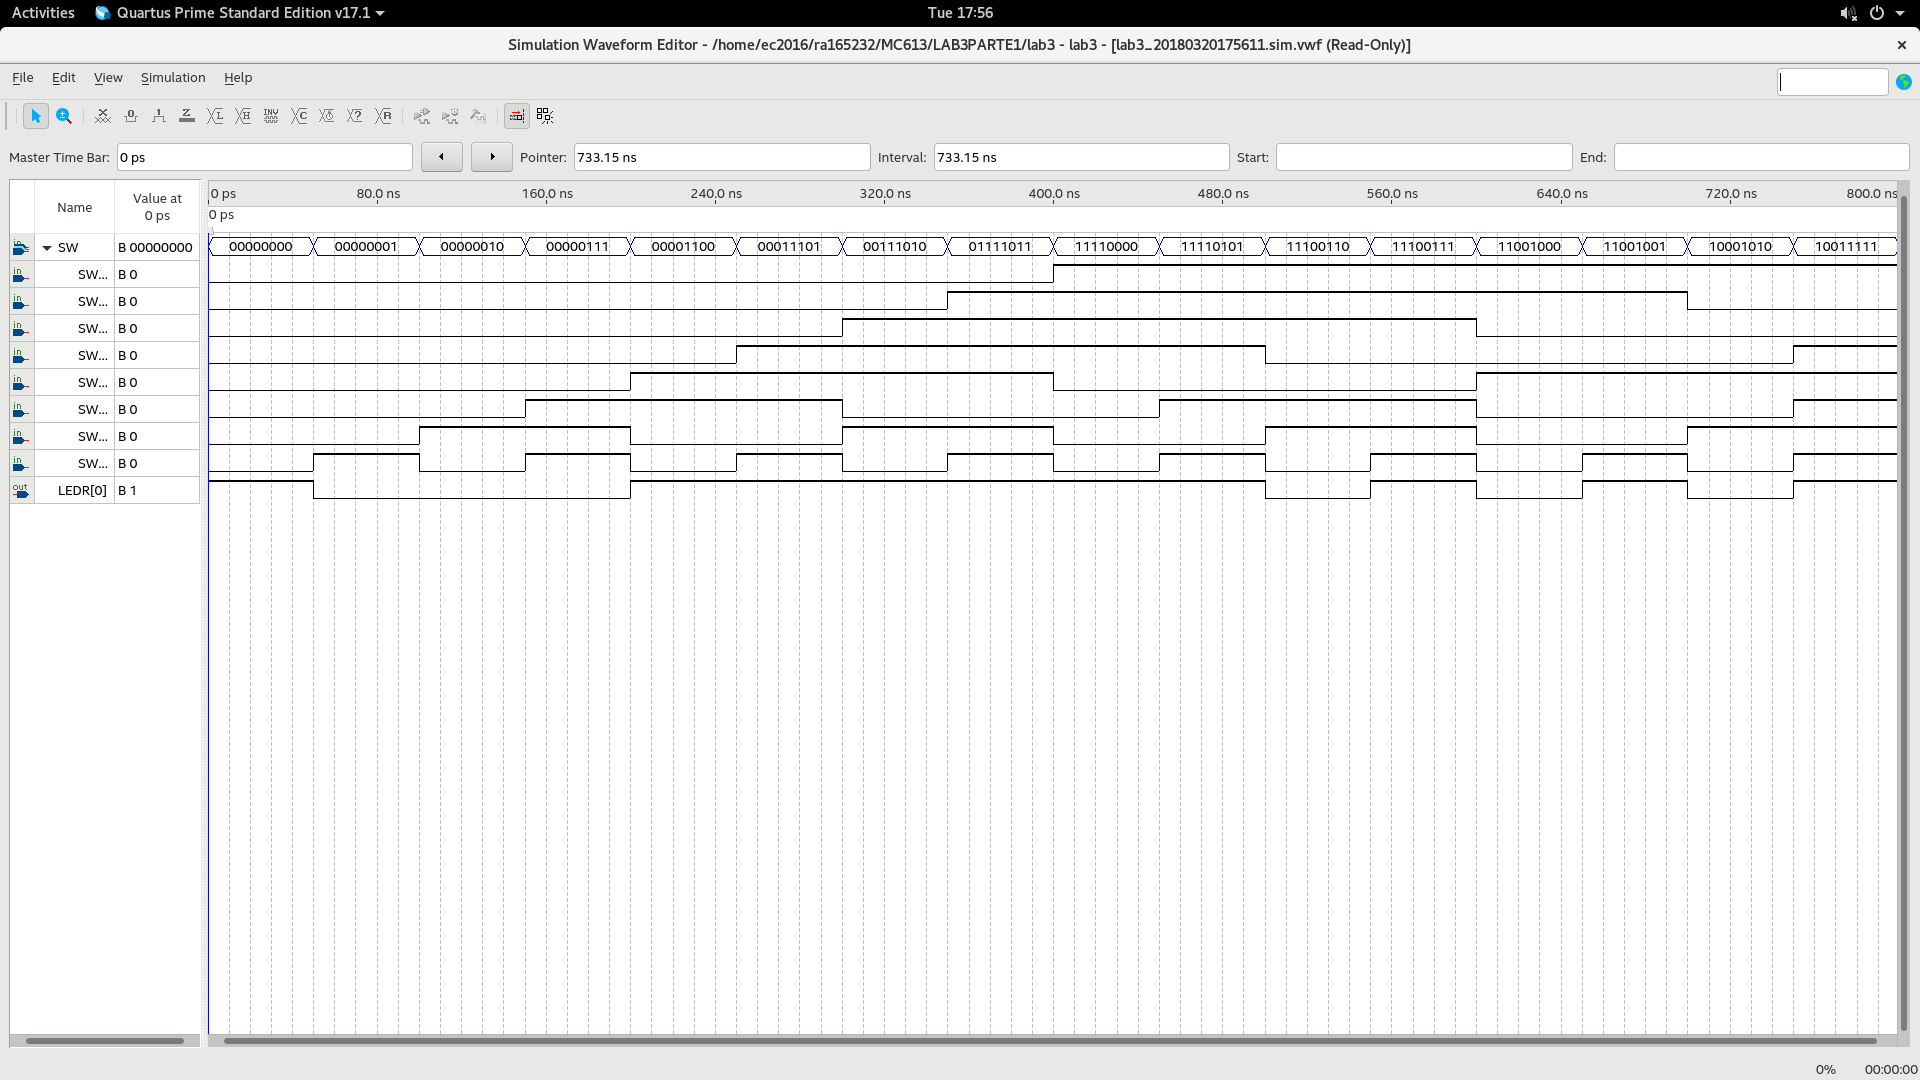 Activities Quartus Prime Standard Edition v17.1 Tue 17:56
Simulation Waveform Editor - /home/ec2016/ra165232/MC613/LAB3PARTE1/lab3 - lab3 - [lab3_20180320175611.sim.vwf (Read-Only)]
File Edit View Simulation Help
Master Time Bar: 0 ps Pointer: 733.15 ns Interval: 733.15 ns Start: End:
Name Value at 0 ps
0 ps 80.0 ns 160.0 ns 240.0 ns 320.0 ns 400.0 ns 480.0 ns 560.0 ns 640.0 ns 720.0 ns 800.0 ns
0 ps
SW B 00000000 00000000 00000001 00000010 00000111 00001100 00011101 00111010 01111011 11110000 11110101 11100110 11100111 11001000 11001001 10001010 10011111
SW... B 0
SW... B 0
SW... B 0
SW... B 0
SW... B 0
SW... B 0
SW... B 0
SW... B 0
LEDR[0] B 1
0% 00:00:00